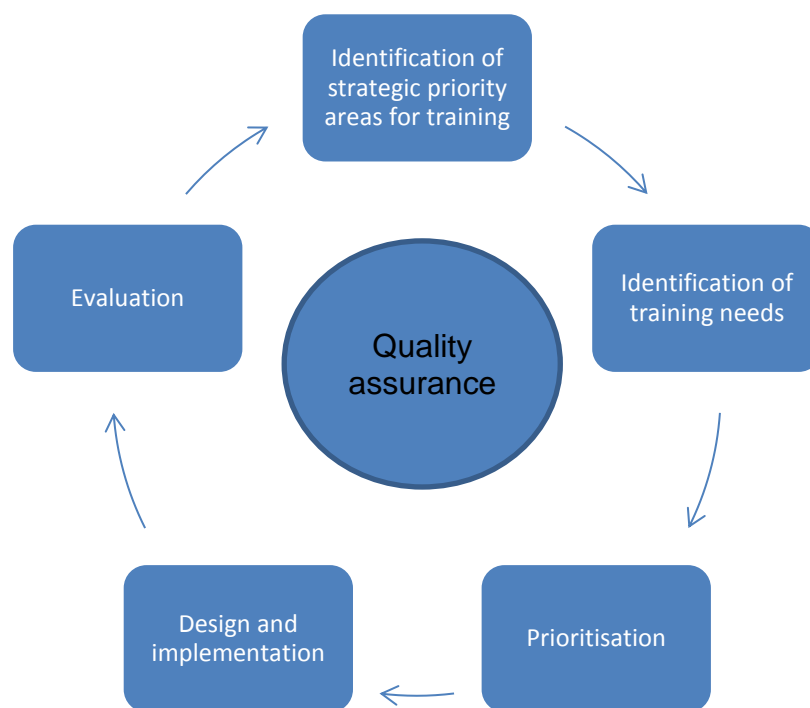 Identification of
strategic priority
areas for training
Identification of
training needs
Prioritisation
Design and
implementation
Evaluation
Quality
assurance